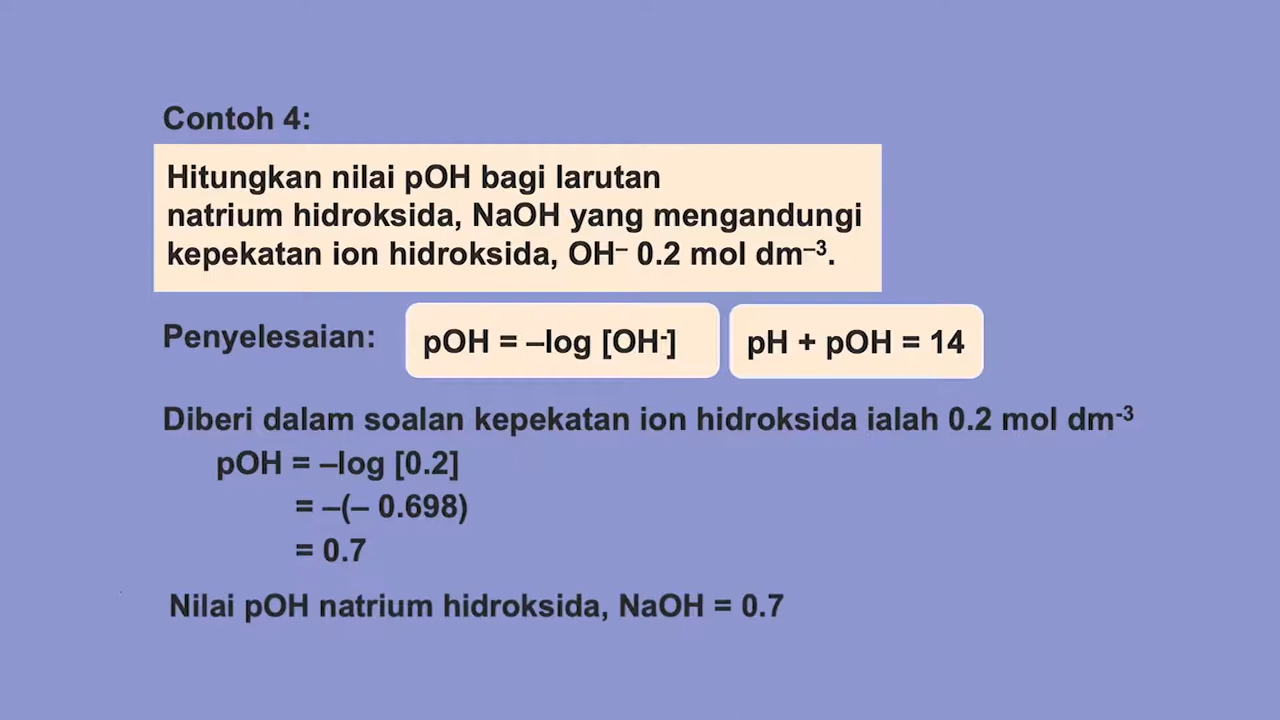 Contoh 4:
Hitungkan nilai pOH bagi larutan
natrium hidroksida, NaOH yang mengandungi
kepekatan ion hidroksida, OH⁻ 0.2 mol dm⁻³.
Penyelesaian: pOH = –log [OH⁻] pH + pOH = 14
Diberi dalam soalan kepekatan ion hidroksida ialah 0.2 mol dm⁻³
pOH = –log [0.2]
= –(– 0.698)
= 0.7
Nilai pOH natrium hidroksida, NaOH = 0.7